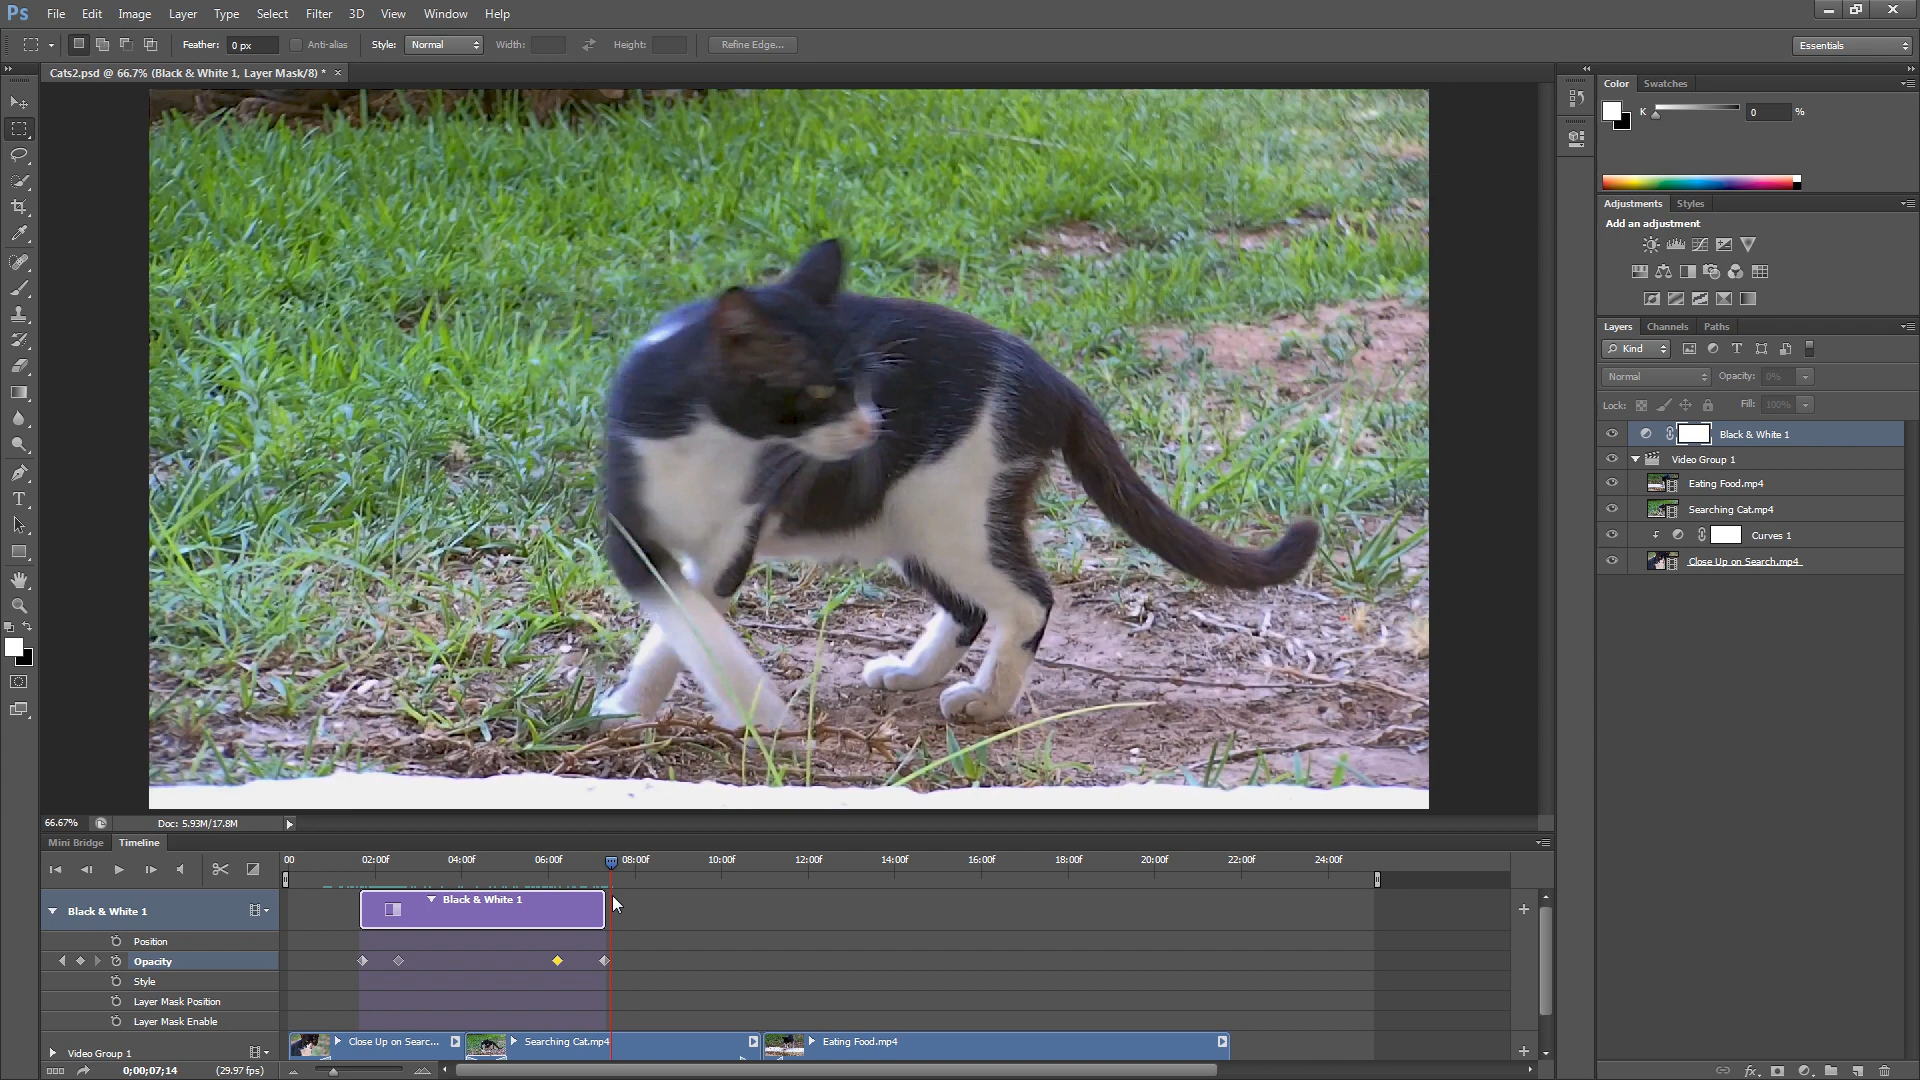 Ps File Edit Image Layer Type Select Filter 3D View Window Help
Feather: 0 px Anti-alias Style: Normal Width: Height: Refine Edge... Essentials
Cats2.psd @ 66.7% (Black & White 1, Layer Mask/8) * ×
Color Swatches
K 0 %
Adjustments Styles
Add an adjustment
Layers Channels Paths
Kind
Normal Opacity: 0%
Lock: Fill: 100%
Black & White 1
Video Group 1
Eating Food.mp4
Searching Cat.mp4
Curves 1
Close Up on Search.mp4
66.67% Doc: 5.93M/17.8M
Mini Bridge Timeline
00 02:00f 04:00f 06:00f 08:00f 10:00f 12:00f 14:00f 16:00f 18:00f 20:00f 22:00f 24:00f
Black & White 1 Black & White 1
Position
Opacity
Style
Layer Mask Position
Layer Mask Enable
Video Group 1 Close Up on Searc... Searching Cat.mp4 Eating Food.mp4
0;00;07;14 (29.97 fps)